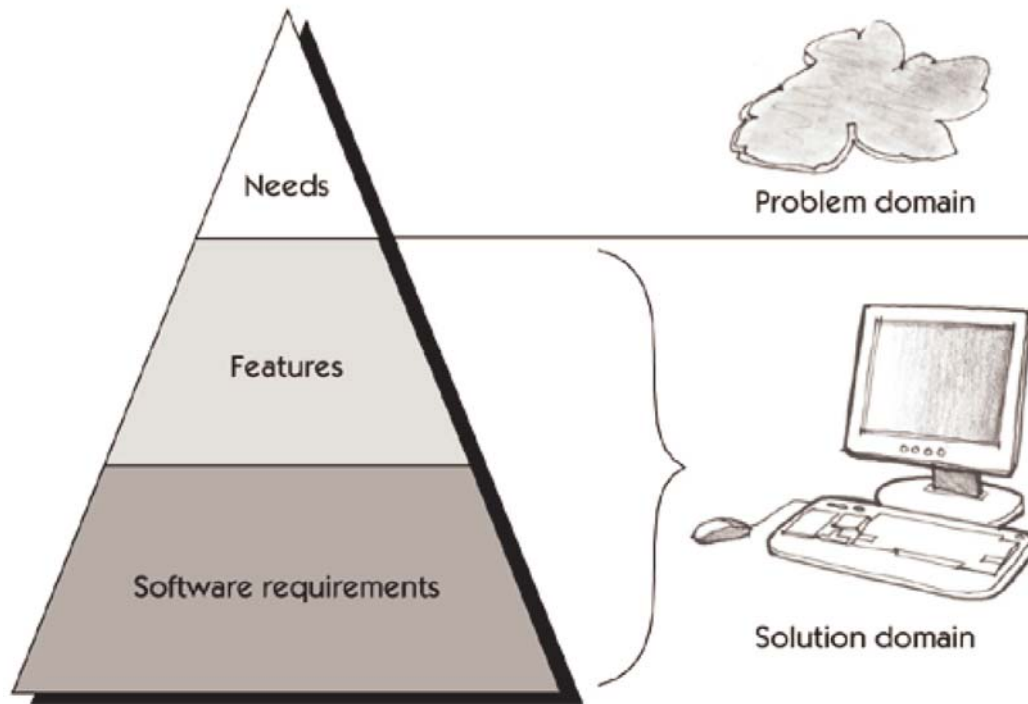 Needs
Problem domain
Features
Software requirements
Solution domain